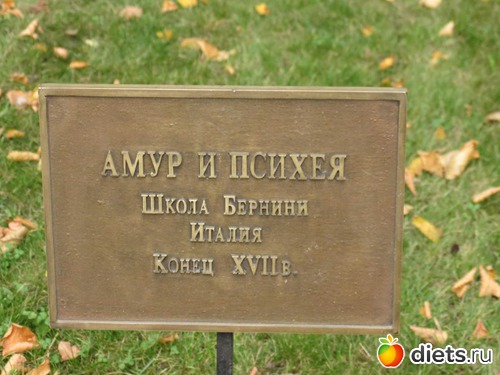 АМУР И ПСИХЕЯ
Школа Бернини
Италия
Конец XVII в.
diets.ru